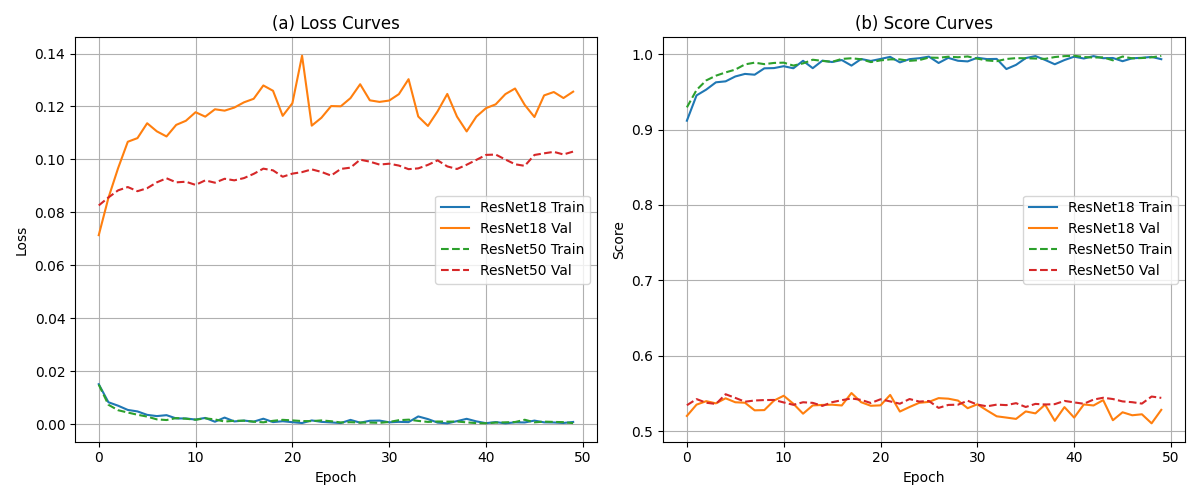 (a) Loss Curves
0.14
0.12
0.10
0.08
0.06
0.04
0.02
0.00
Loss
0
10
20
30
40
50
Epoch
ResNet18 Train
ResNet18 Val
ResNet50 Train
ResNet50 Val
(b) Score Curves
1.0
0.9
0.8
0.7
0.6
0.5
Score
0
10
20
30
40
50
Epoch
ResNet18 Train
ResNet18 Val
ResNet50 Train
ResNet50 Val